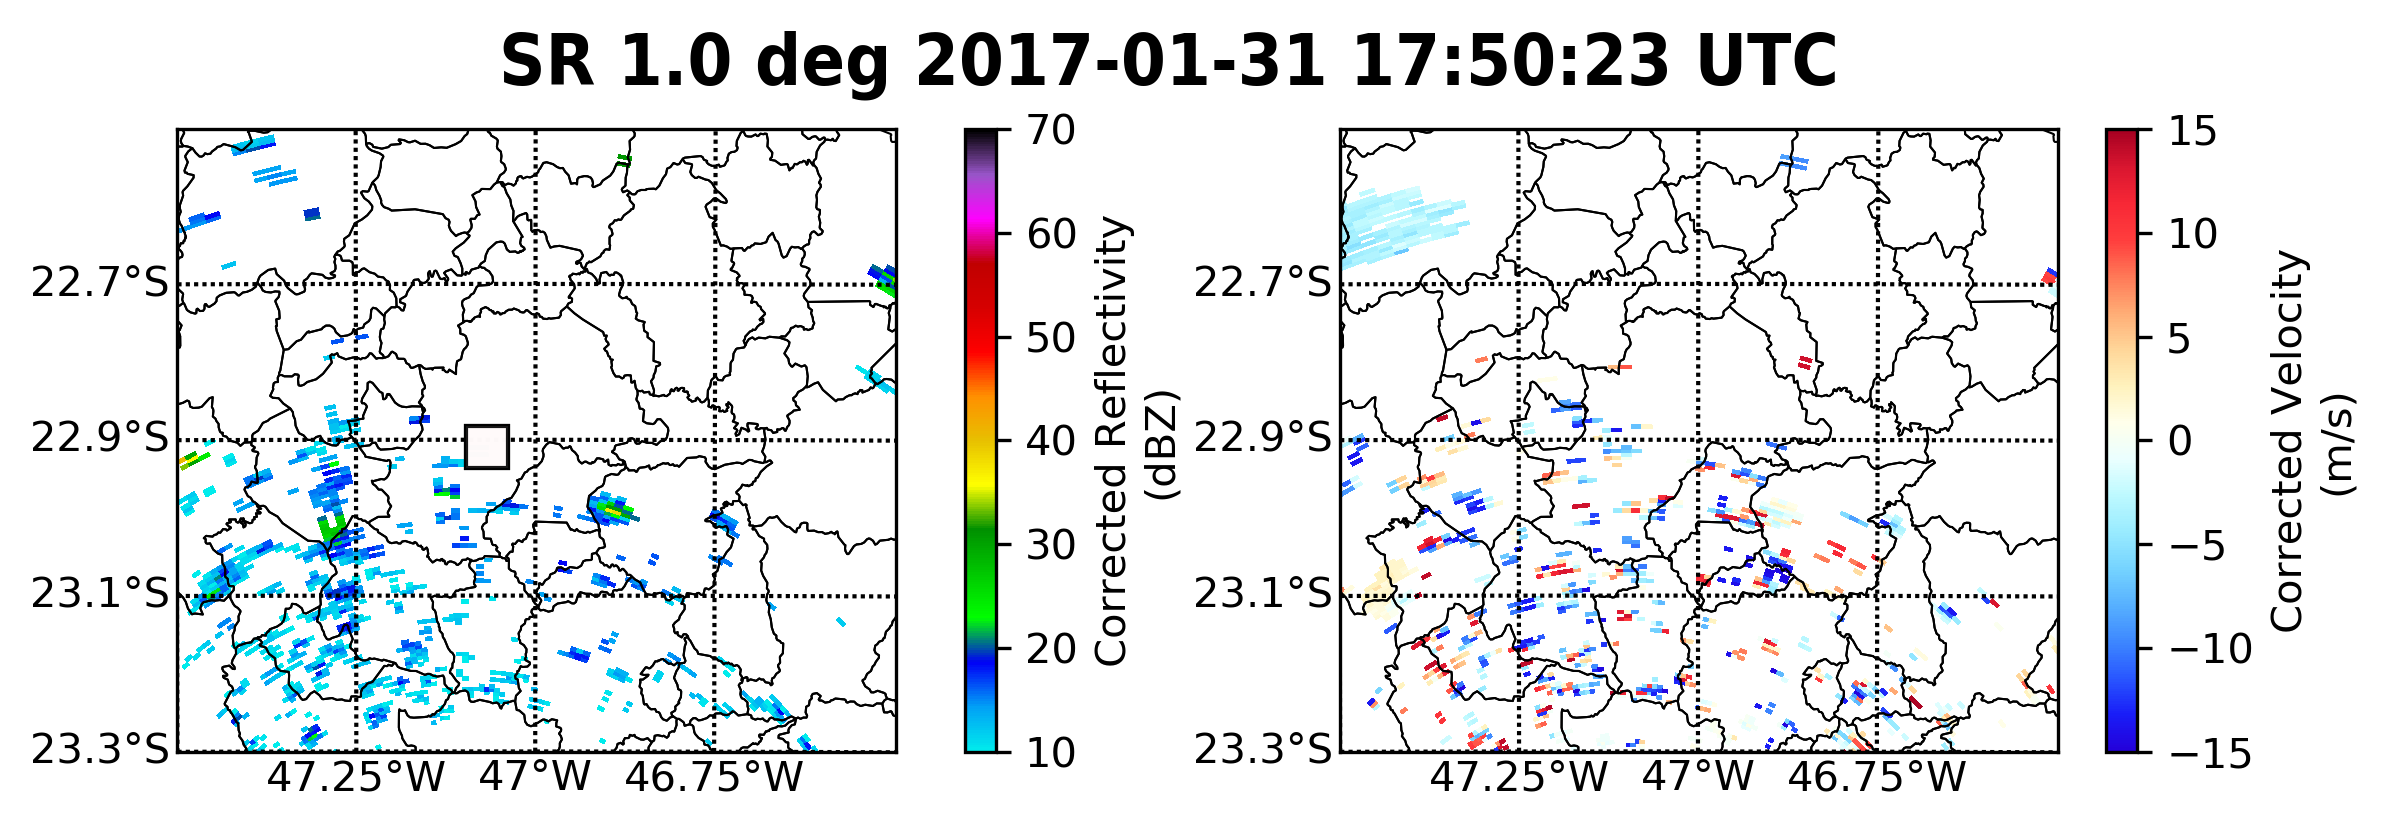 SR 1.0 deg 2017-01-31 17:50:23 UTC
22.7°S
22.9°S
23.1°S
23.3°S
47.25°W 47°W 46.75°W
70
60
50
40
30
20
10
Corrected Reflectivity
(dBZ)
22.7°S
22.9°S
23.1°S
23.3°S
47.25°W 47°W 46.75°W
15
10
5
0
−5
−10
−15
Corrected Velocity
(m/s)